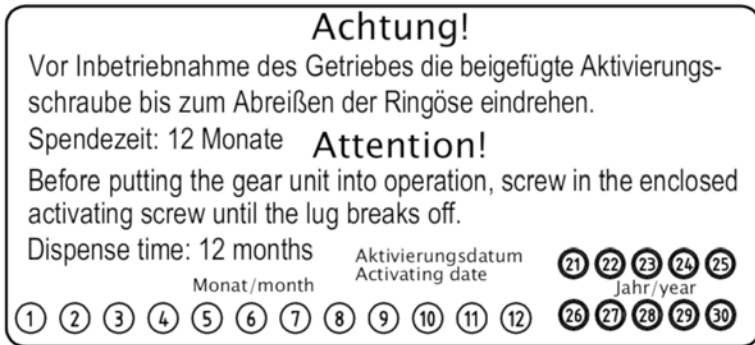 Achtung!
Vor Inbetriebnahme des Getriebes die beigefügte Aktivierungs-
schraube bis zum Abreißen der Ringöse eindrehen.
Spendezeit: 12 Monate
Attention!
Before putting the gear unit into operation, screw in the enclosed
activating screw until the lug breaks off.
Dispense time: 12 months
Aktivierungsdatum
Activating date
Monat/month
1 2 3 4 5 6 7 8 9 10 11 12
21 22 23 24 25
Jahr/year
26 27 28 29 30